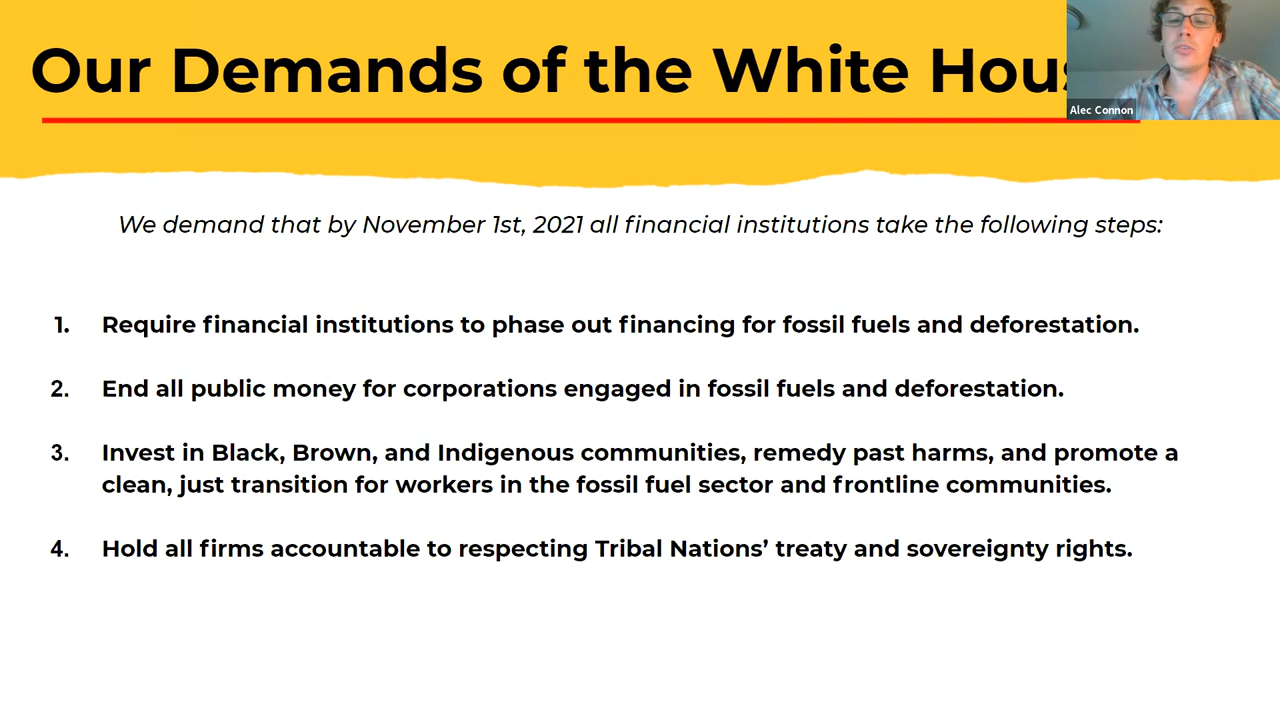 Our Demands of the White Hous
Alec Connon
We demand that by November 1st, 2021 all financial institutions take the following steps:
1. Require financial institutions to phase out financing for fossil fuels and deforestation.
2. End all public money for corporations engaged in fossil fuels and deforestation.
3. Invest in Black, Brown, and Indigenous communities, remedy past harms, and promote a
clean, just transition for workers in the fossil fuel sector and frontline communities.
4. Hold all firms accountable to respecting Tribal Nations’ treaty and sovereignty rights.